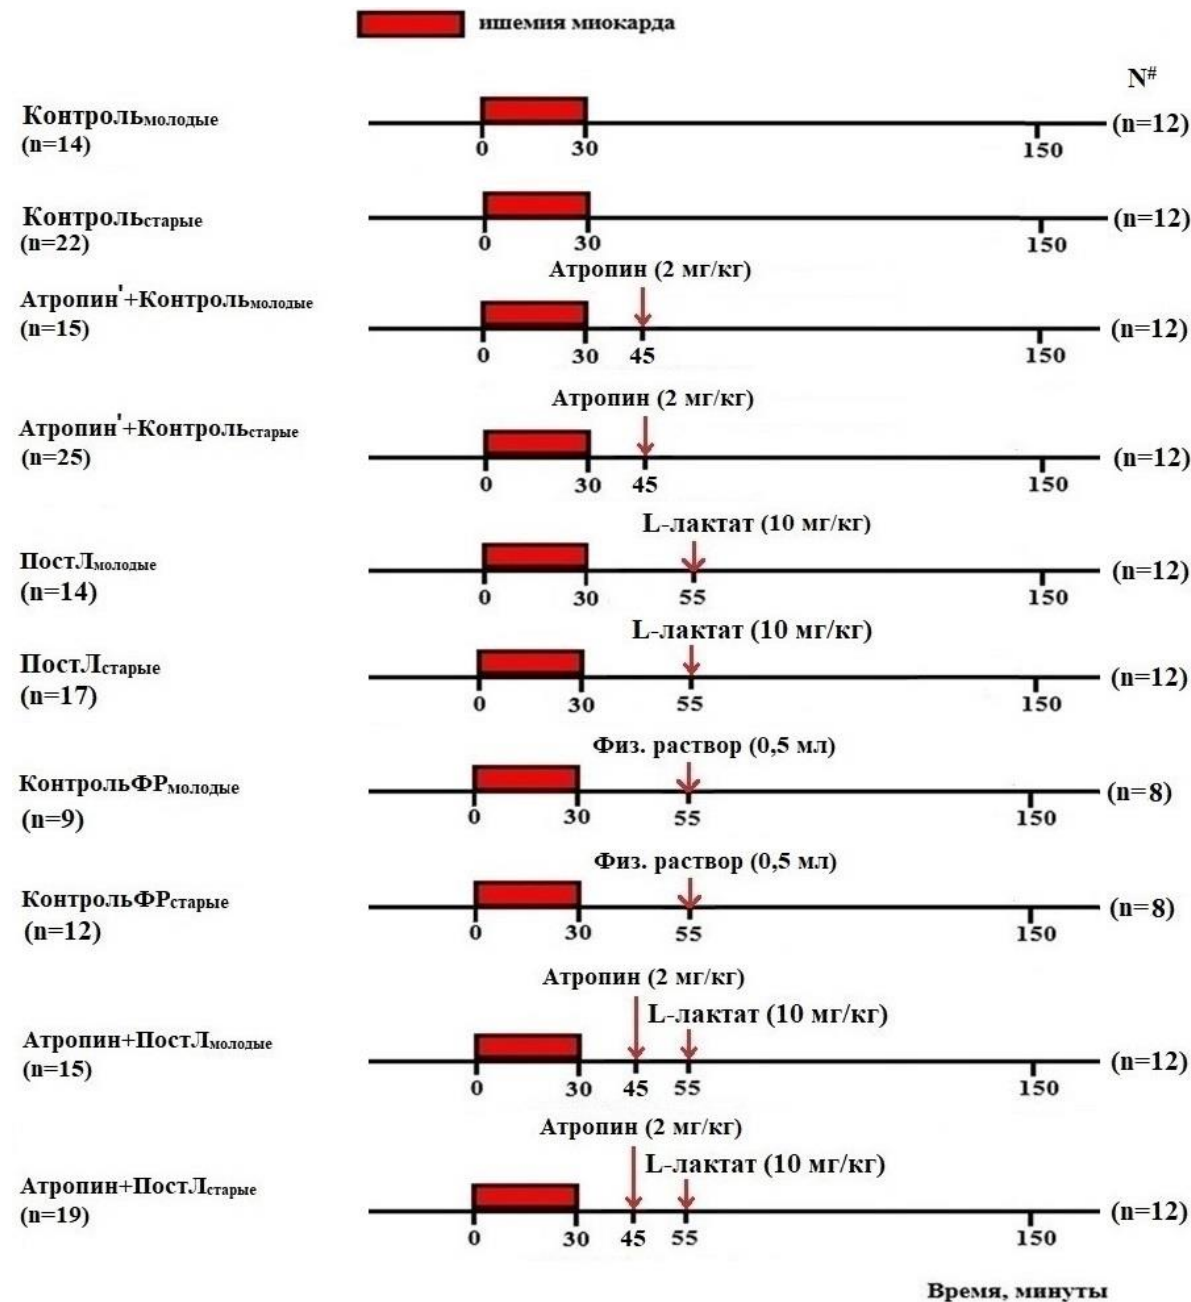 ишемия миокарда
N#
Контрольмолодые
(n=14)
0 30 150
(n=12)
Контрольстарые
(n=22)
0 30 150
(n=12)
Атропин (2 мг/кг)
Атропин'+Контрольмолодые
(n=15)
0 30 45 150
(n=12)
Атропин (2 мг/кг)
Атропин'+Контрольстарые
(n=25)
0 30 45 150
(n=12)
L-лактат (10 мг/кг)
ПостЛмолодые
(n=14)
0 30 55 150
(n=12)
L-лактат (10 мг/кг)
ПостЛстарые
(n=17)
0 30 55 150
(n=12)
Физ. раствор (0,5 мл)
КонтрольФРмолодые
(n=9)
0 30 55 150
(n=8)
Физ. раствор (0,5 мл)
КонтрольФРстарые
(n=12)
0 30 55 150
(n=8)
Атропин (2 мг/кг)
L-лактат (10 мг/кг)
Атропин+ПостЛмолодые
(n=15)
0 30 45 55 150
(n=12)
Атропин (2 мг/кг)
L-лактат (10 мг/кг)
Атропин+ПостЛстарые
(n=19)
0 30 45 55 150
(n=12)
Время, минуты